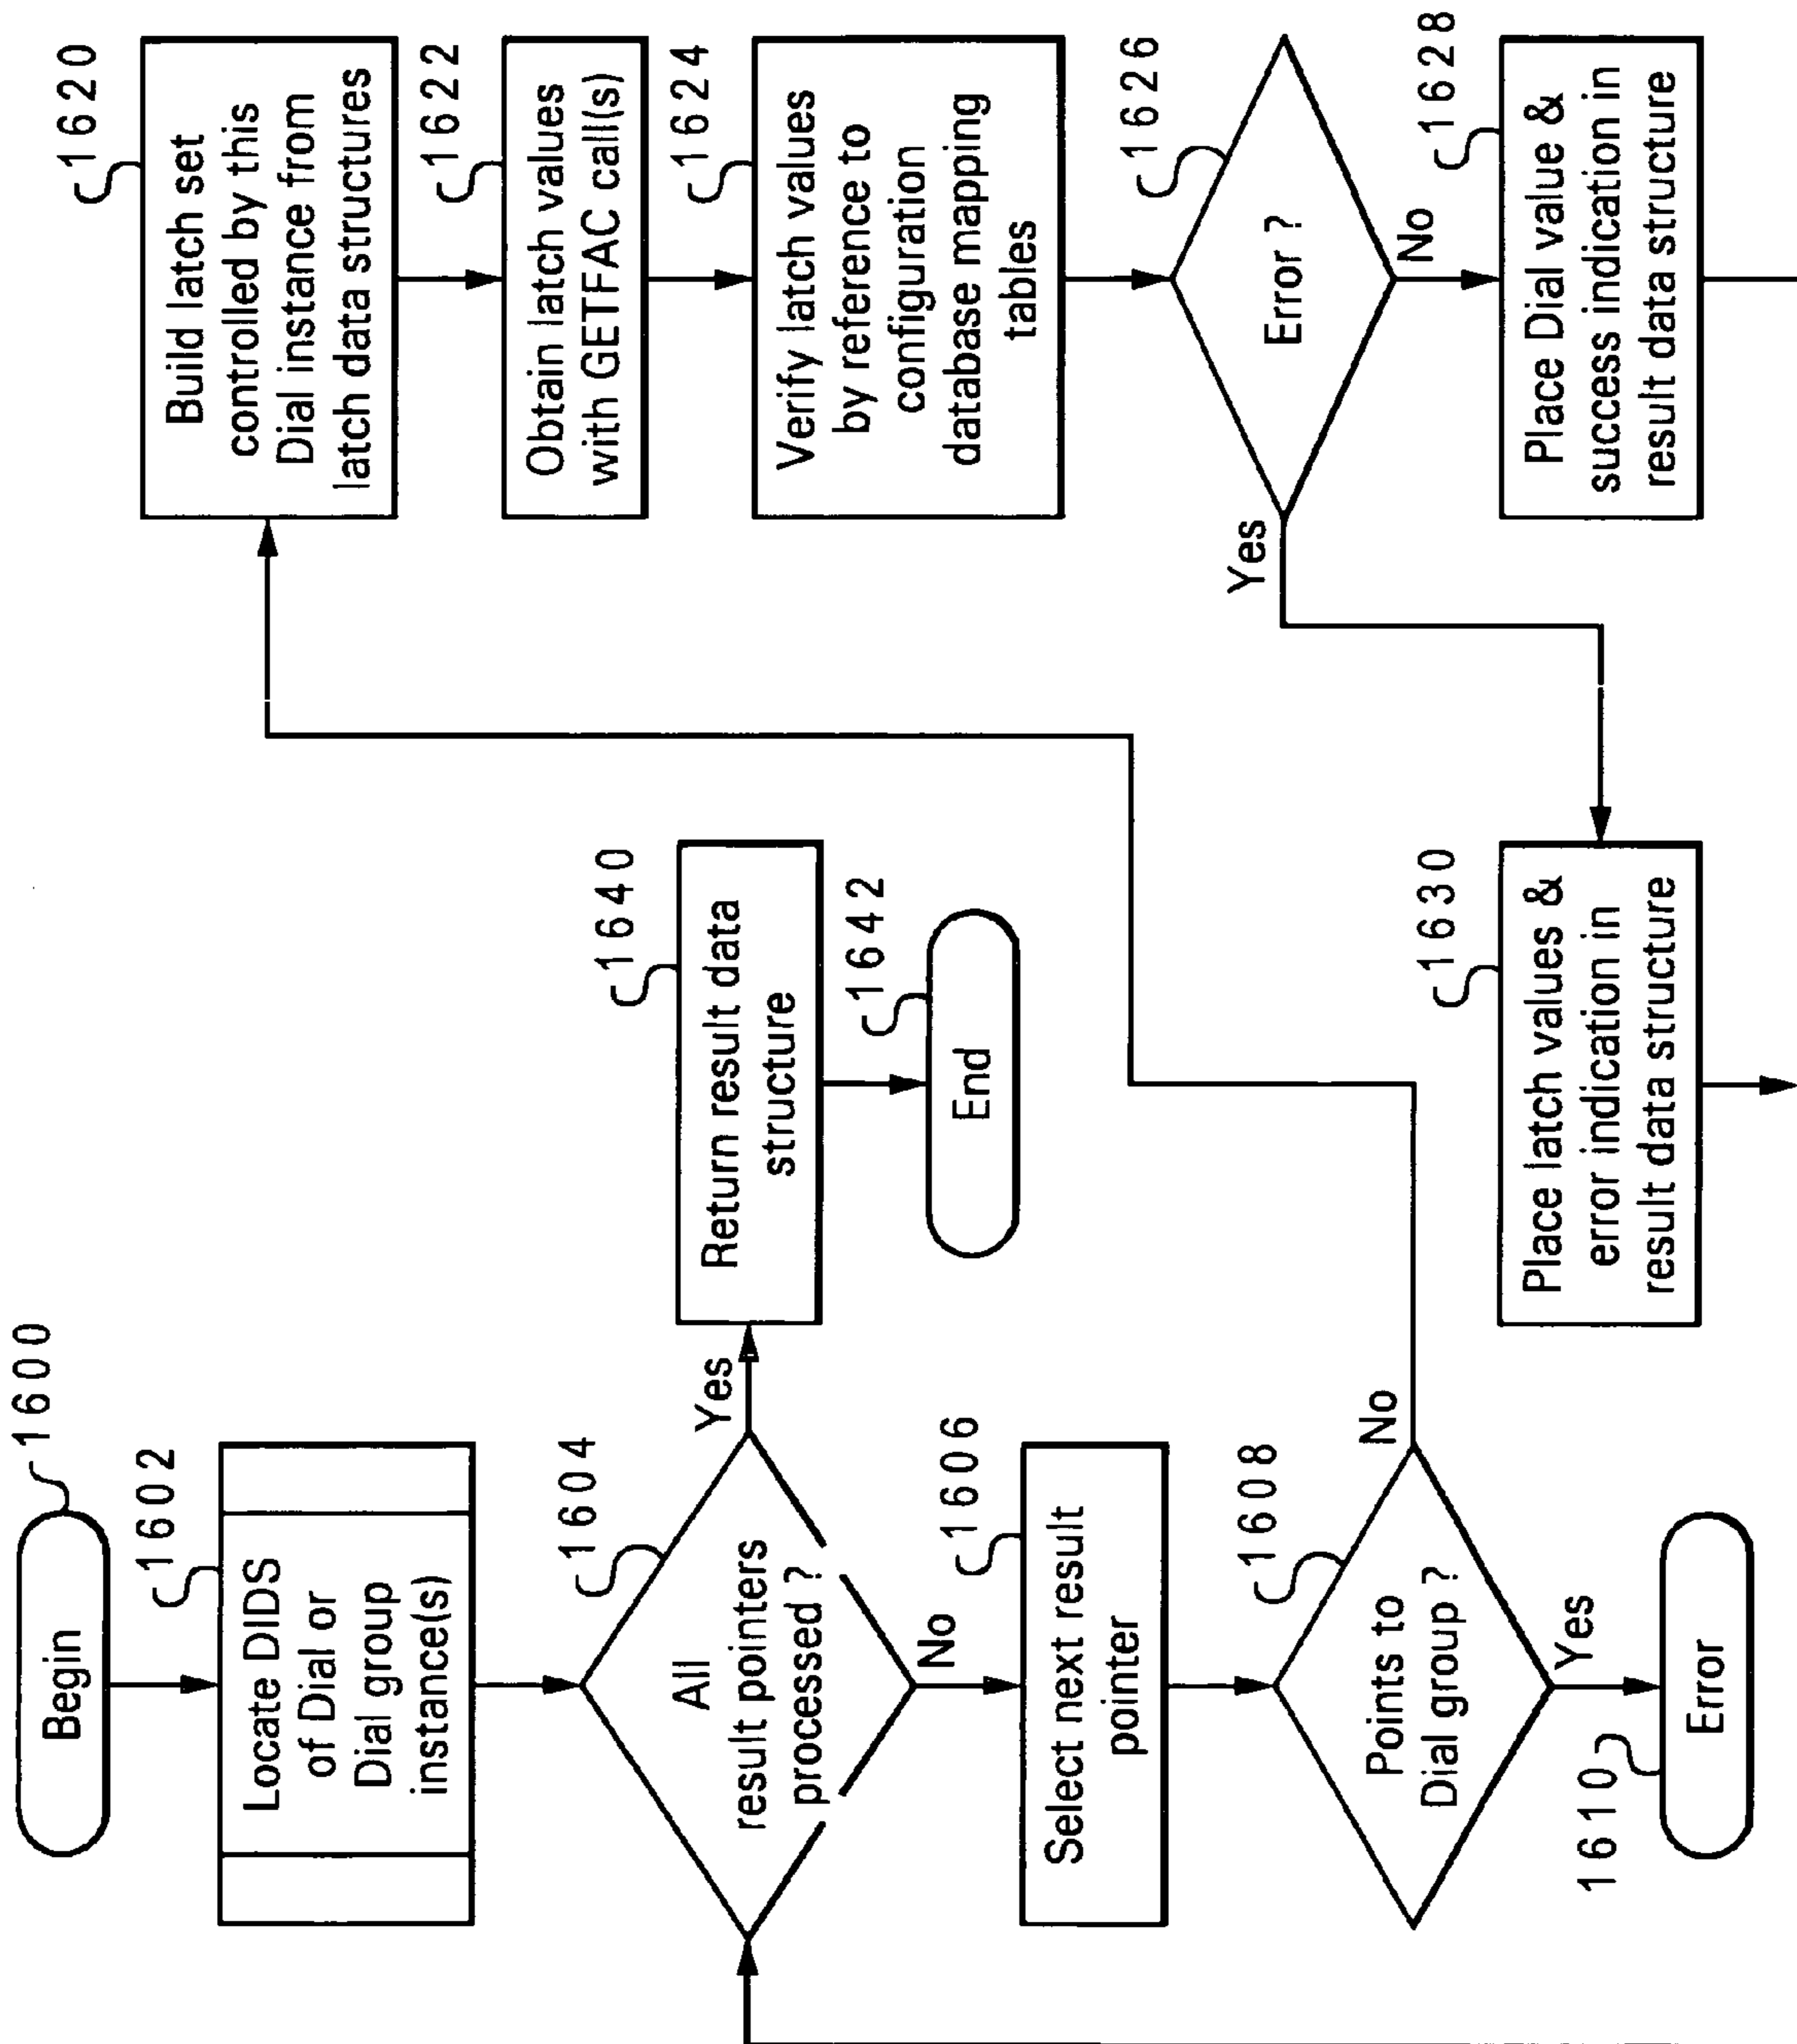 Begin
1600
Locate DIDS
of Dial or
Dial group
instance(s)
1602
All
result pointers
processed ?
1604
Yes
No
Select next result
pointer
1606
Points to
Dial group ?
1608
No
Yes
Error
1610
Return result data
structure
1640
End
1642
Build latch set
controlled by this
Dial instance from
latch data structures
1620
Obtain latch values
with GETFAC call(s)
1622
Verify latch values
by reference to
configuration
database mapping
tables
1624
Error ?
1626
Yes
No
Place Dial value &
success indication in
result data structure
1628
Place latch values &
error indication in
result data structure
1630